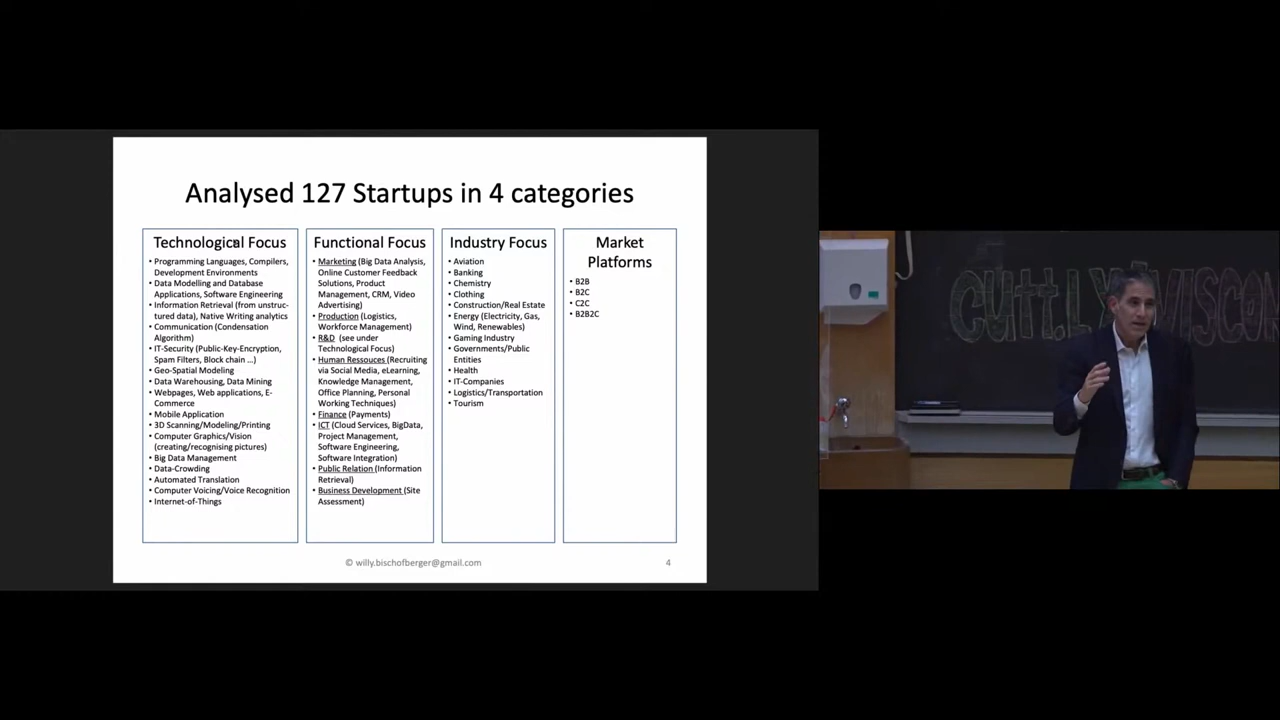 Analysed 127 Startups in 4 categories
Technological Focus
• Programming Languages, Compilers,
Development Environments
• Data Modelling and Database
Applications, Software Engineering
• Information Retrieval (from unstruc-
tured data), Native Writing analytics
• Communication (Condensation
Algorithm)
• IT-Security (Public-Key-Encryption,
Spam Filters, Block chain ...)
• Geo-Spatial Modeling
• Data Warehousing, Data Mining
• Webpages, Web applications, E-
Commerce
• Mobile Application
• 3D Scanning/Modeling/Printing
• Computer Graphics/Vision
(creating/recognising pictures)
• Big Data Management
• Data-Crowding
• Automated Translation
• Computer Voicing/Voice Recognition
• Internet-of-Things
Functional Focus
• Marketing (Big Data Analysis,
Online Customer Feedback
Solutions, Product
Management, CRM, Video
Advertising)
• Production (Logistics,
Workforce Management)
• R&D (see under
Technological Focus)
• Human Ressouces (Recruiting
via Social Media, eLearning,
Knowledge Management,
Office Planning, Personal
Working Techniques)
• Finance (Payments)
• ICT (Cloud Services, BigData,
Project Management,
Software Engineering,
Software Integration)
• Public Relation (Information
Retrieval)
• Business Development (Site
Assessment)
Industry Focus
• Aviation
• Banking
• Chemistry
• Clothing
• Construction/Real Estate
• Energy (Electricity, Gas,
Wind, Renewables)
• Gaming Industry
• Governments/Public
Entities
• Health
• IT-Companies
• Logistics/Transportation
• Tourism
Market
Platforms
• B2B
• B2C
• C2C
• B2B2C
© willy.bischofberger@gmail.com
4